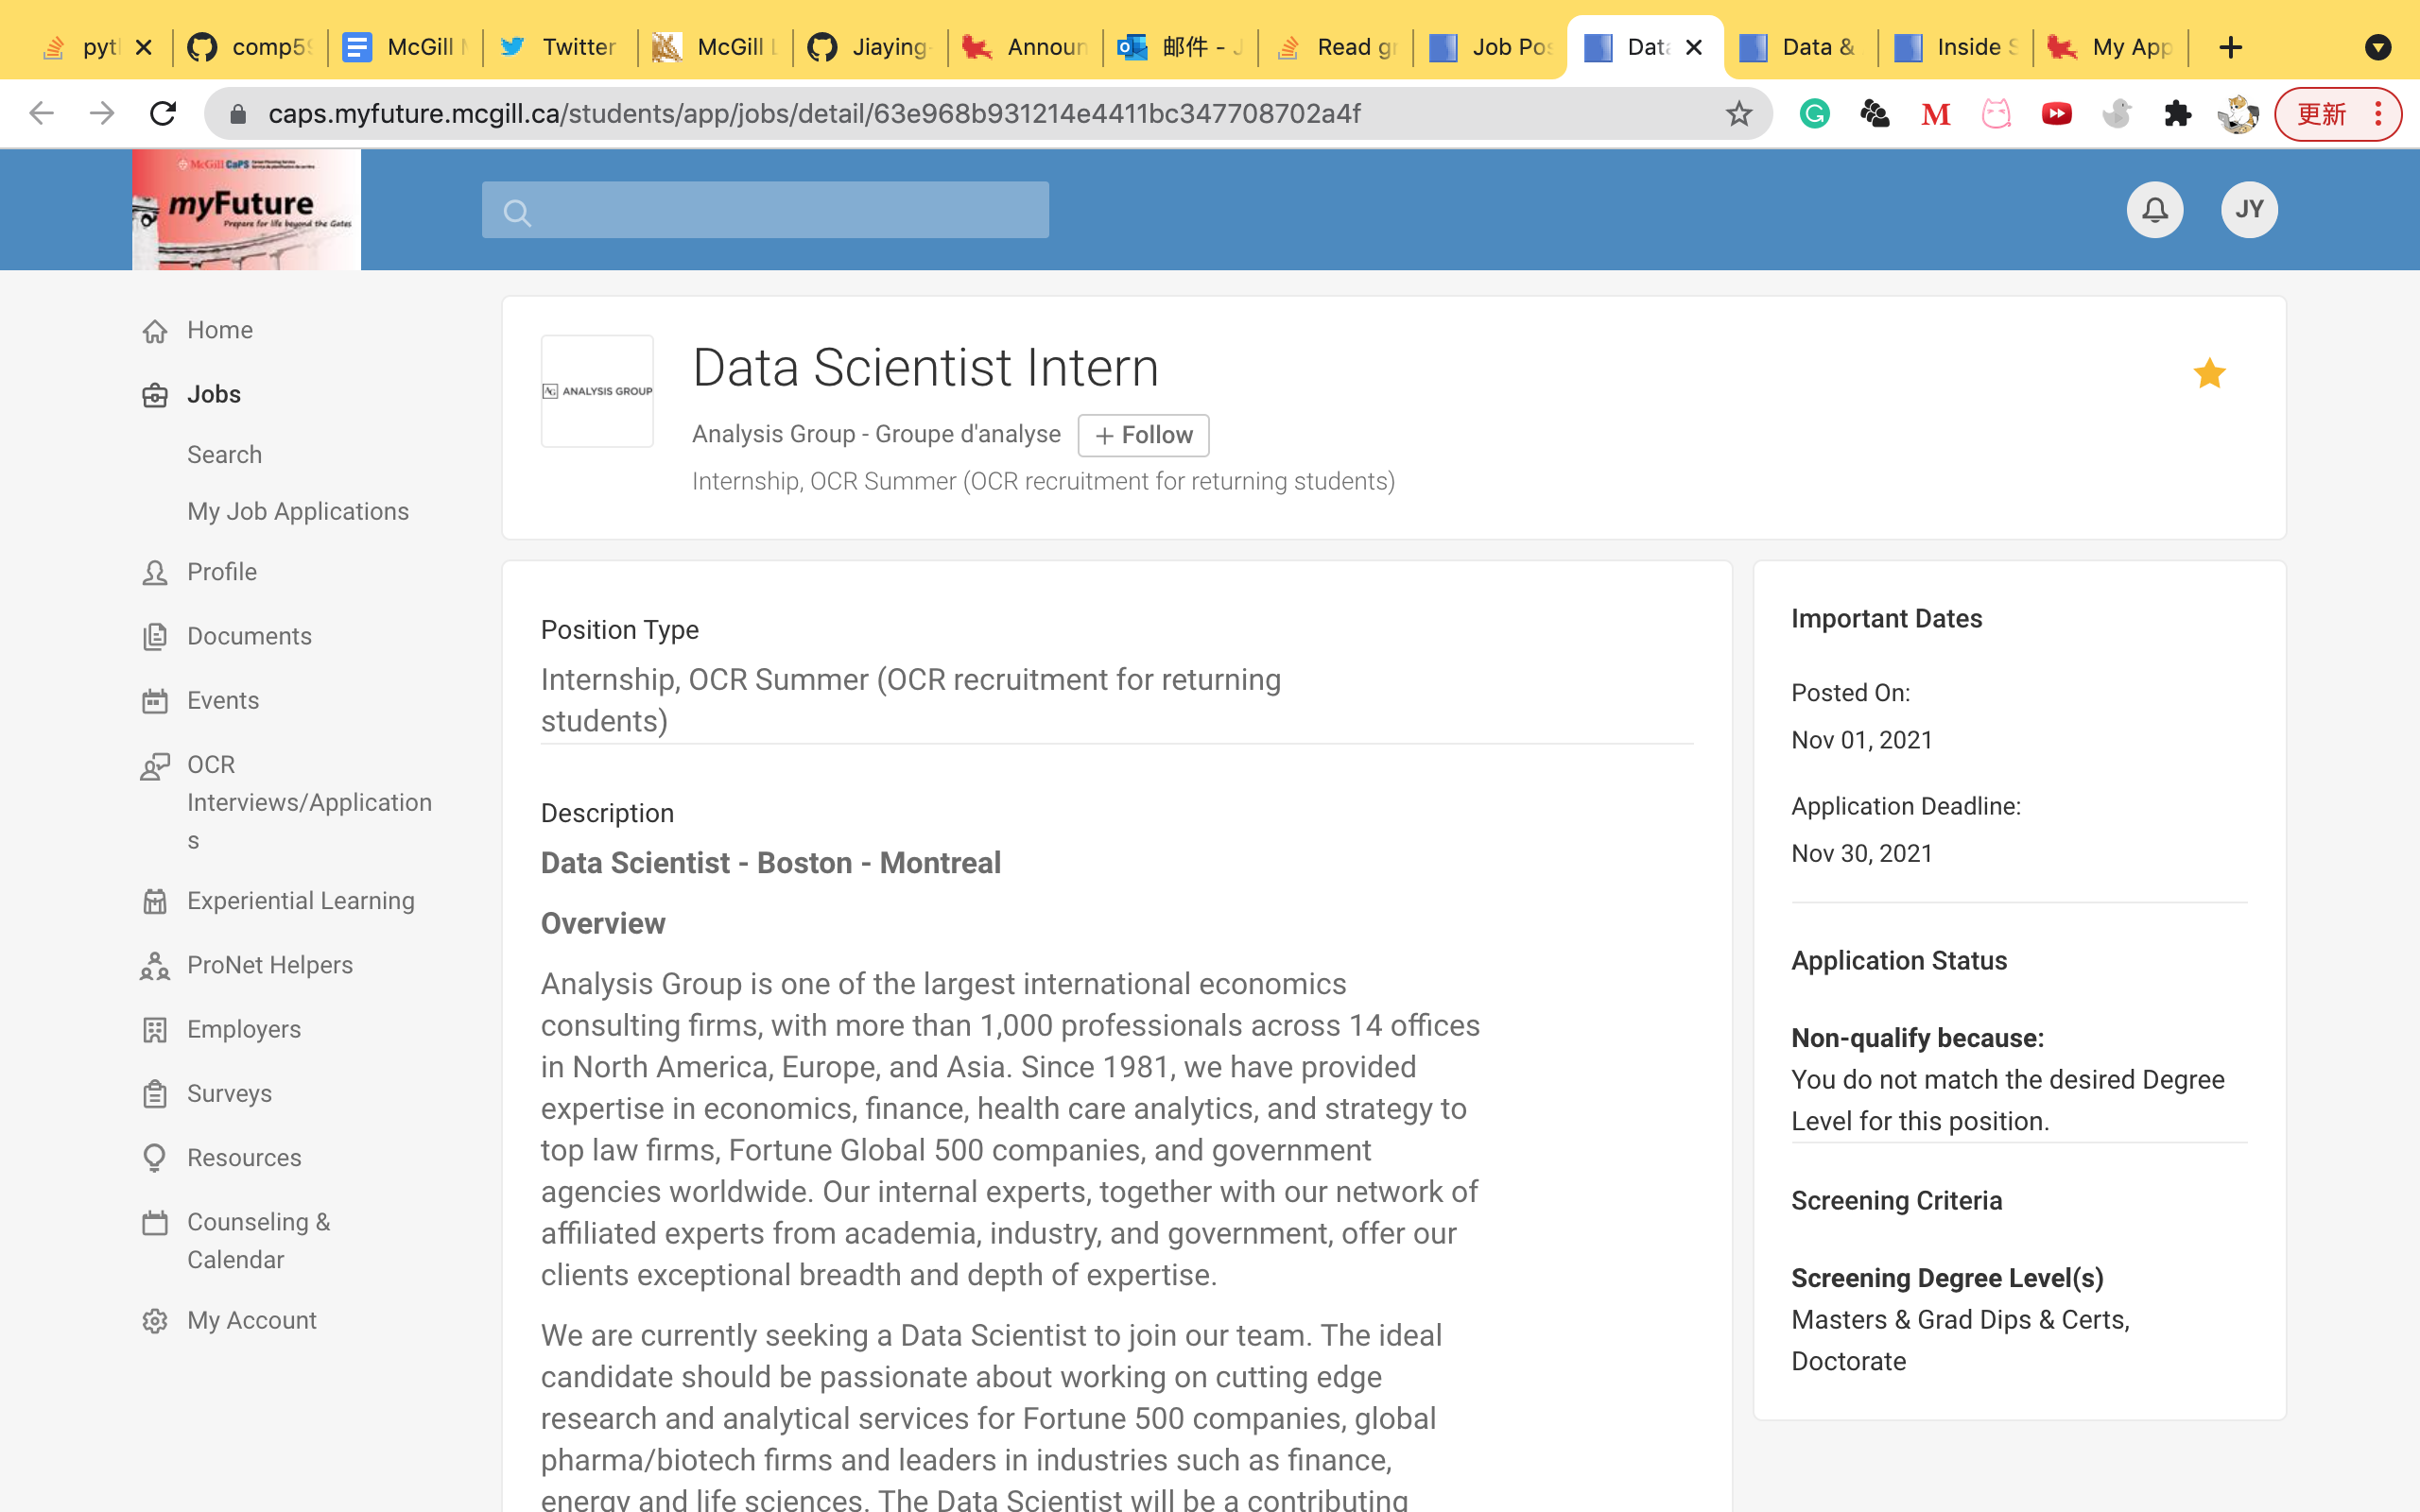 pyt
comp59
McGill M
Twitter
McGill L
Jiaying-
Announ
邮件 - J
Read gr
Job Pos
Data
Data &
Inside S
My App
caps.myfuture.mcgill.ca/students/app/jobs/detail/63e968b931214e4411bc347708702a4f
更新
McGill CaPS
myFuture
Prepare for life beyond the Gates
JY
Home
Jobs
Search
My Job Applications
Profile
Documents
Events
OCR
Interviews/Application
s
Experiential Learning
ProNet Helpers
Employers
Surveys
Resources
Counseling &
Calendar
My Account
AG ANALYSIS GROUP
Data Scientist Intern
Analysis Group - Groupe d'analyse
+ Follow
Internship, OCR Summer (OCR recruitment for returning students)
Position Type
Internship, OCR Summer (OCR recruitment for returning
students)
Description
Data Scientist - Boston - Montreal
Overview
Analysis Group is one of the largest international economics
consulting firms, with more than 1,000 professionals across 14 offices
in North America, Europe, and Asia. Since 1981, we have provided
expertise in economics, finance, health care analytics, and strategy to
top law firms, Fortune Global 500 companies, and government
agencies worldwide. Our internal experts, together with our network of
affiliated experts from academia, industry, and government, offer our
clients exceptional breadth and depth of expertise.
We are currently seeking a Data Scientist to join our team. The ideal
candidate should be passionate about working on cutting edge
research and analytical services for Fortune 500 companies, global
pharma/biotech firms and leaders in industries such as finance,
energy and life sciences. The Data Scientist will be a contributing
Important Dates
Posted On:
Nov 01, 2021
Application Deadline:
Nov 30, 2021
Application Status
Non-qualify because:
You do not match the desired Degree
Level for this position.
Screening Criteria
Screening Degree Level(s)
Masters & Grad Dips & Certs,
Doctorate